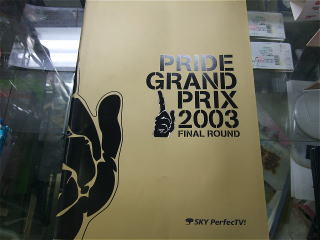 PRIDE
GRAND
PRIX
2003
FINAL ROUND
SKY PerfecTV!